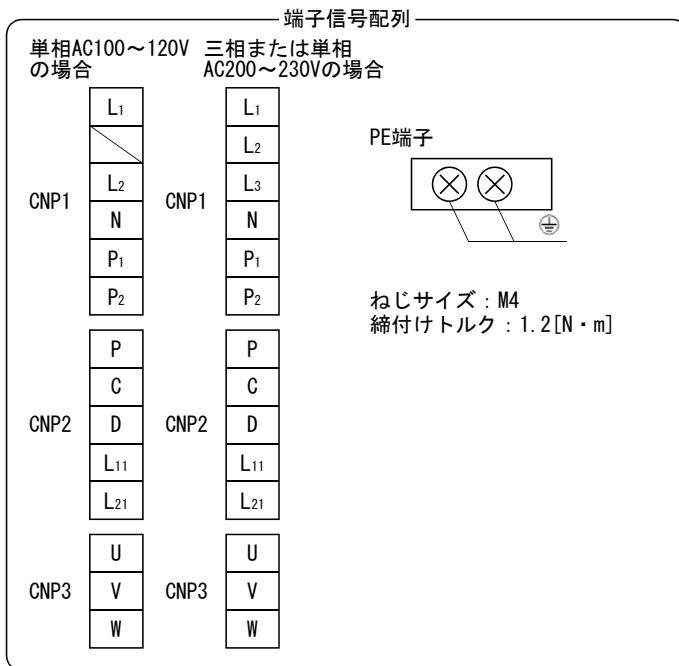 端子信号配列
単相AC100～120V
の場合
三相または単相
AC200～230Vの場合
CNP1
L1
L2
N
P1
P2
CNP1
L1
L2
L3
N
P1
P2
CNP2
P
C
D
L11
L21
CNP2
P
C
D
L11
L21
CNP3
U
V
W
CNP3
U
V
W
PE端子
ねじサイズ：M4
締付けトルク：1.2[N・m]